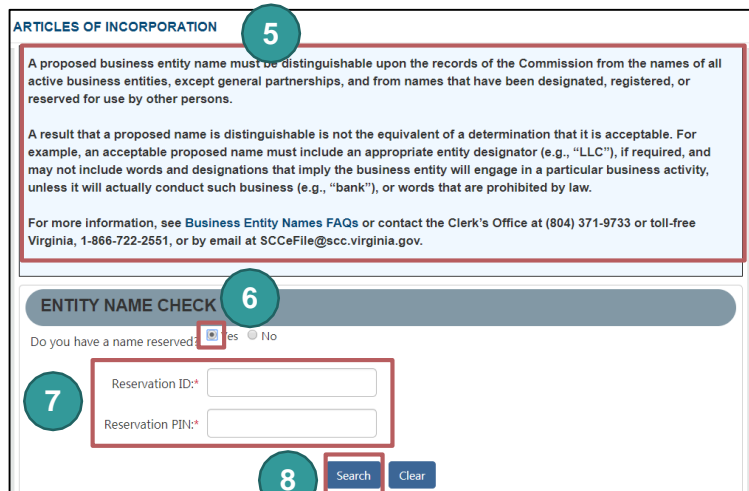 ARTICLES OF INCORPORATION
5
A proposed business entity name must be distinguishable upon the records of the Commission from the names of all
active business entities, except general partnerships, and from names that have been designated, registered, or
reserved for use by other persons.
A result that a proposed name is distinguishable is not the equivalent of a determination that it is acceptable. For
example, an acceptable proposed name must include an appropriate entity designator (e.g., “LLC”), if required, and
may not include words and designations that imply the business entity will engage in a particular business activity,
unless it will actually conduct such business (e.g., “bank”), or words that are prohibited by law.
For more information, see Business Entity Names FAQs or contact the Clerk’s Office at (804) 371-9733 or toll-free
Virginia, 1-866-722-2551, or by email at SCCeFile@scc.virginia.gov.
ENTITY NAME CHECK
6
Do you have a name reserved? Yes No
7
Reservation ID:*
Reservation PIN:*
8
Search Clear